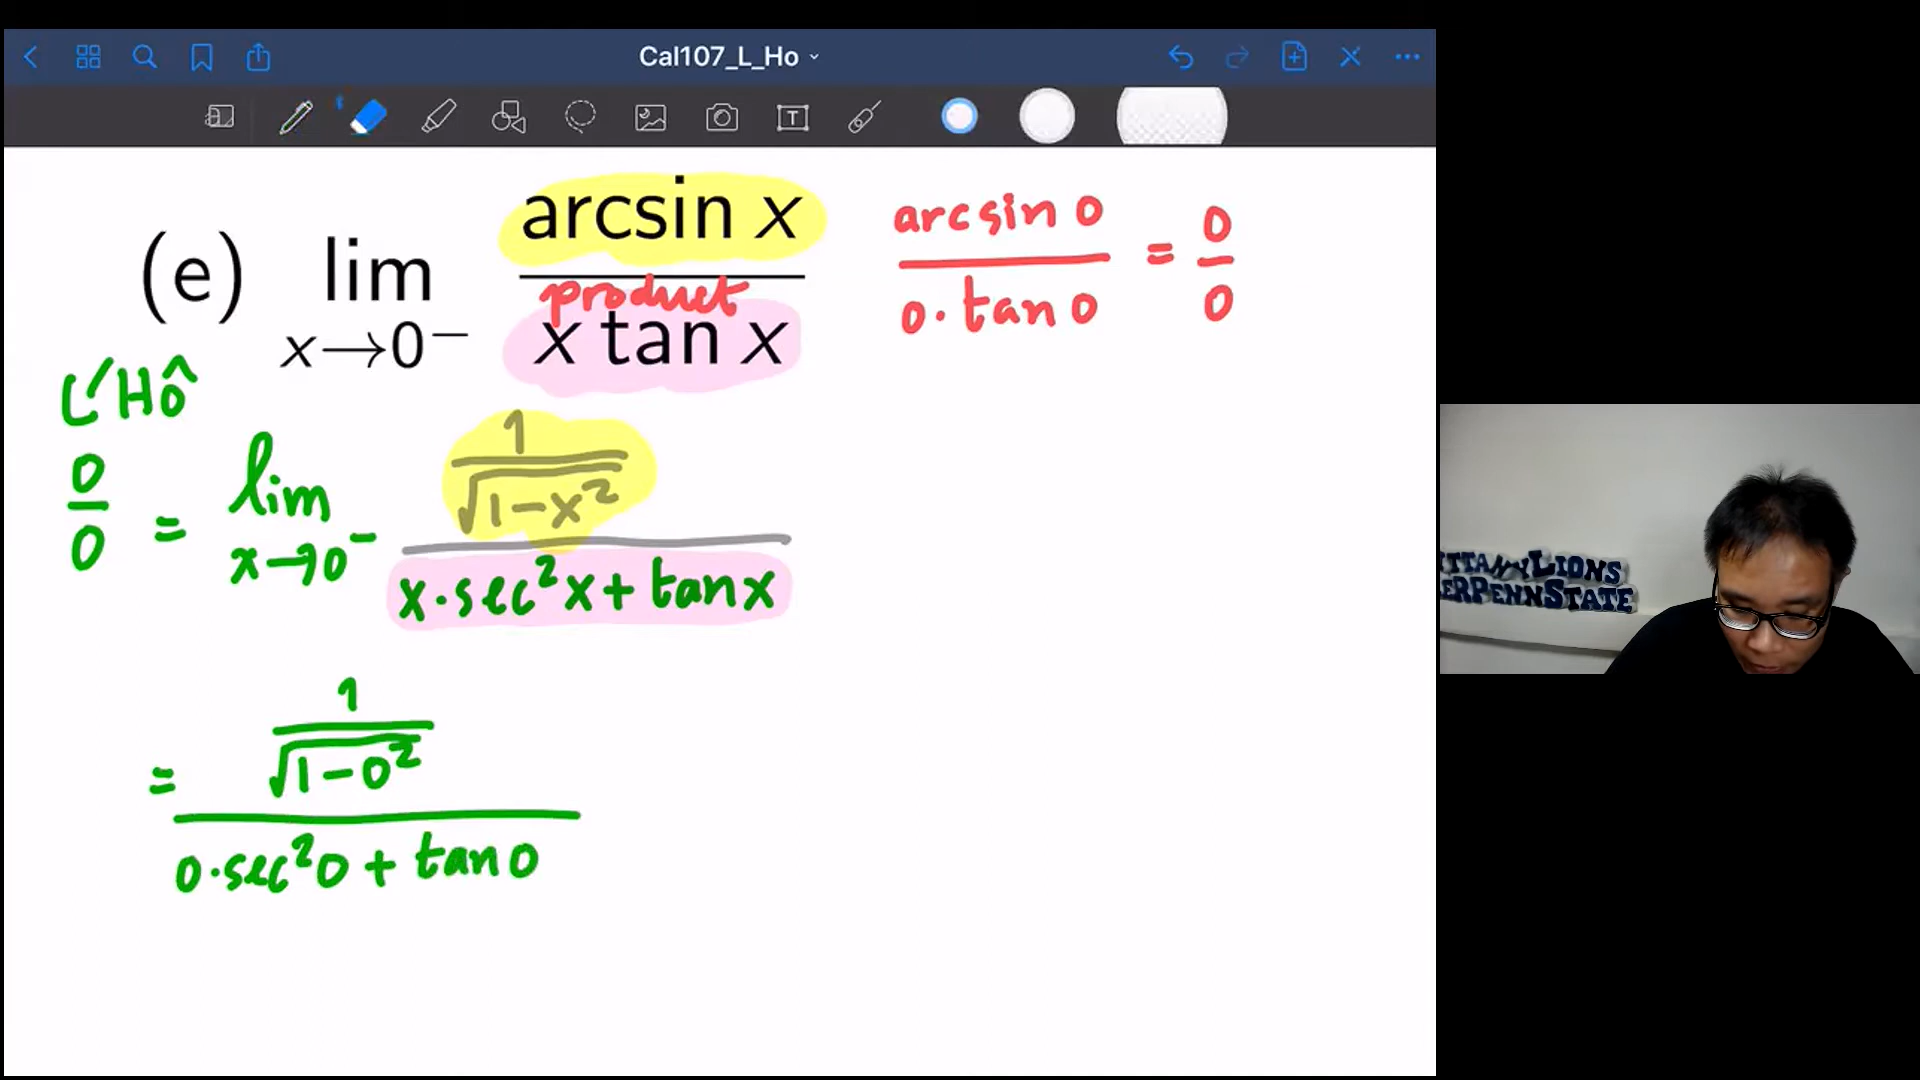 Cal107_L_Ho
(e) lim x→0⁻ arcsin x / x tan x
product
arcsin 0 / 0 · tan 0 = 0/0
L'HÔ
0/0 = lim x→0⁻ 1/√(1-x²) / x·sec²x + tan x
= 1/√(1-0²) / 0·sec²0 + tan 0
LIONS
PENNSTATE